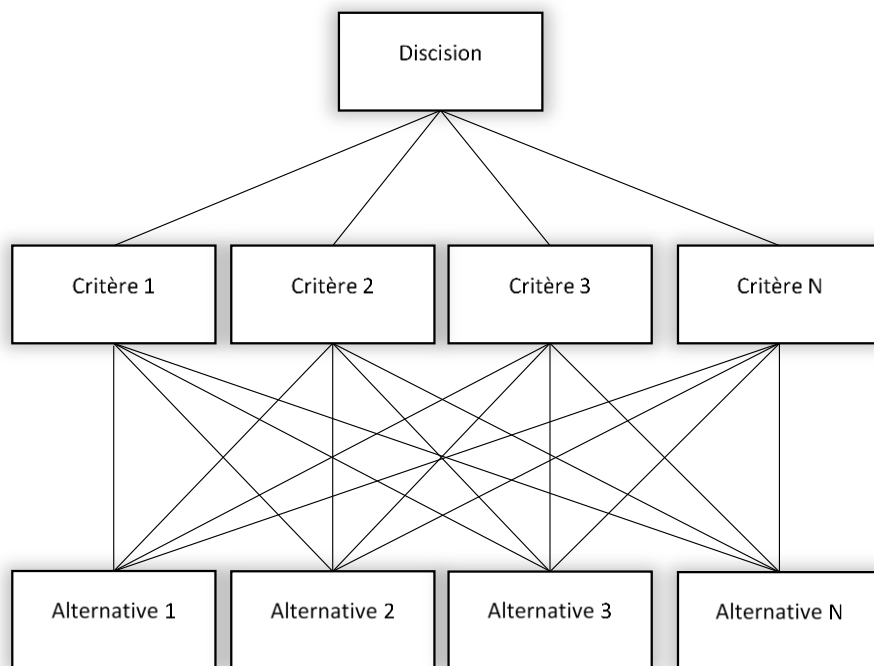 Discision
Critère 1
Critère 2
Critère 3
Critère N
Alternative 1
Alternative 2
Alternative 3
Alternative N